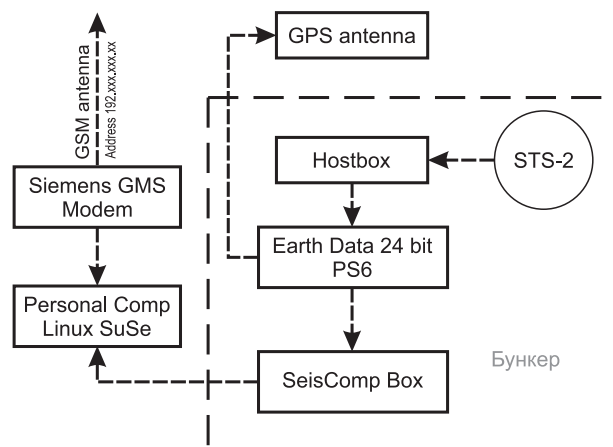 GPS antenna
GSM antenna
Address 192.xxx.xxx.xx
Hostbox
STS-2
Siemens GMS
Modem
Earth Data 24 bit
PS6
Personal Comp
Linux SuSe
SeisComp Box
Бункер